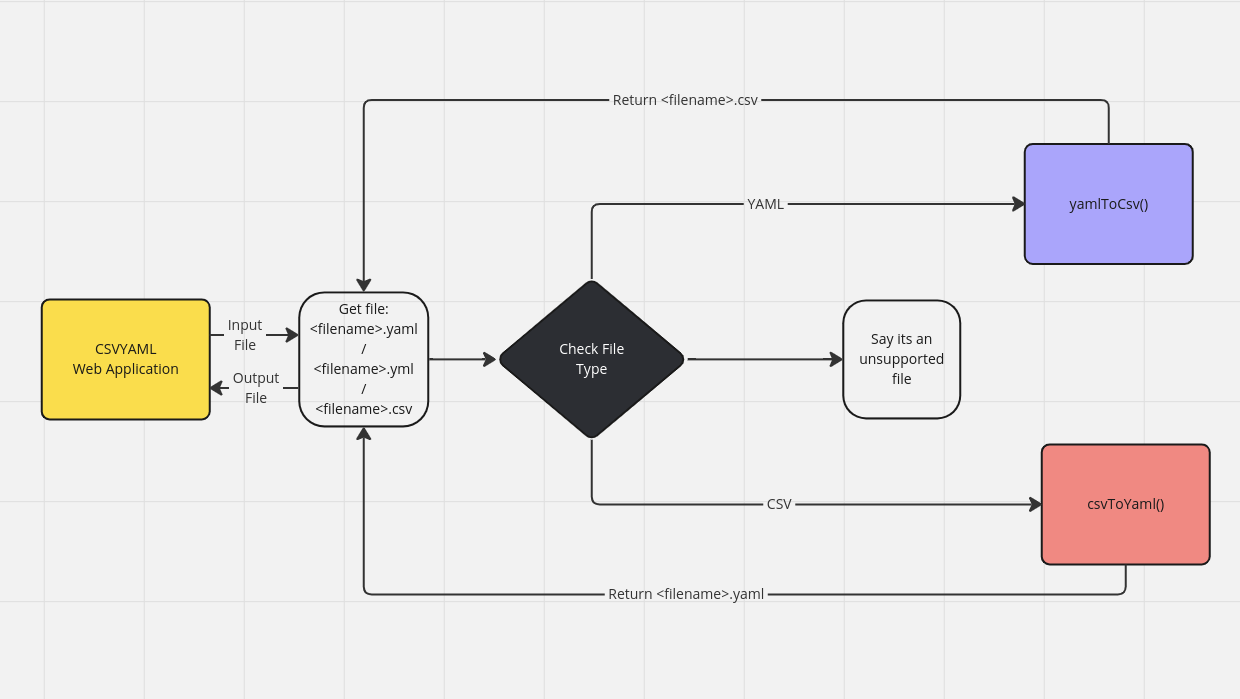 Return <filename>.csv
YAML
yamlToCsv()
CSVYAML
Web Application
Input
File
Output
File
Get file:
<filename>.yaml
/
<filename>.yml
/
<filename>.csv
Check File
Type
Say its an
unsupported
file
CSV
csvToYaml()
Return <filename>.yaml